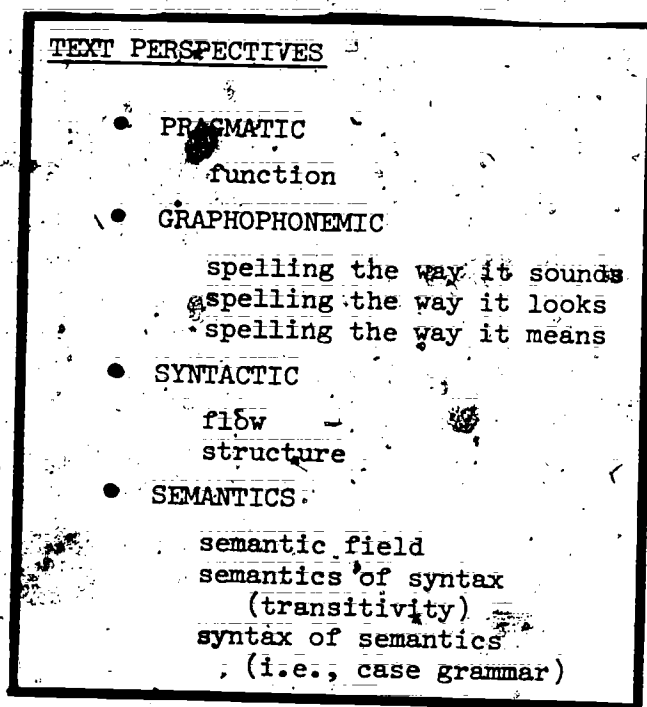 TEXT PERSPECTIVES
• PRAGMATIC
function
• GRAPHOPHONEMIC
spelling the way it sounds
spelling the way it looks
spelling the way it means
• SYNTACTIC
flow
structure
• SEMANTICS
semantic field
semantics of syntax
(transitivity)
syntax of semantics
(i.e., case grammar)